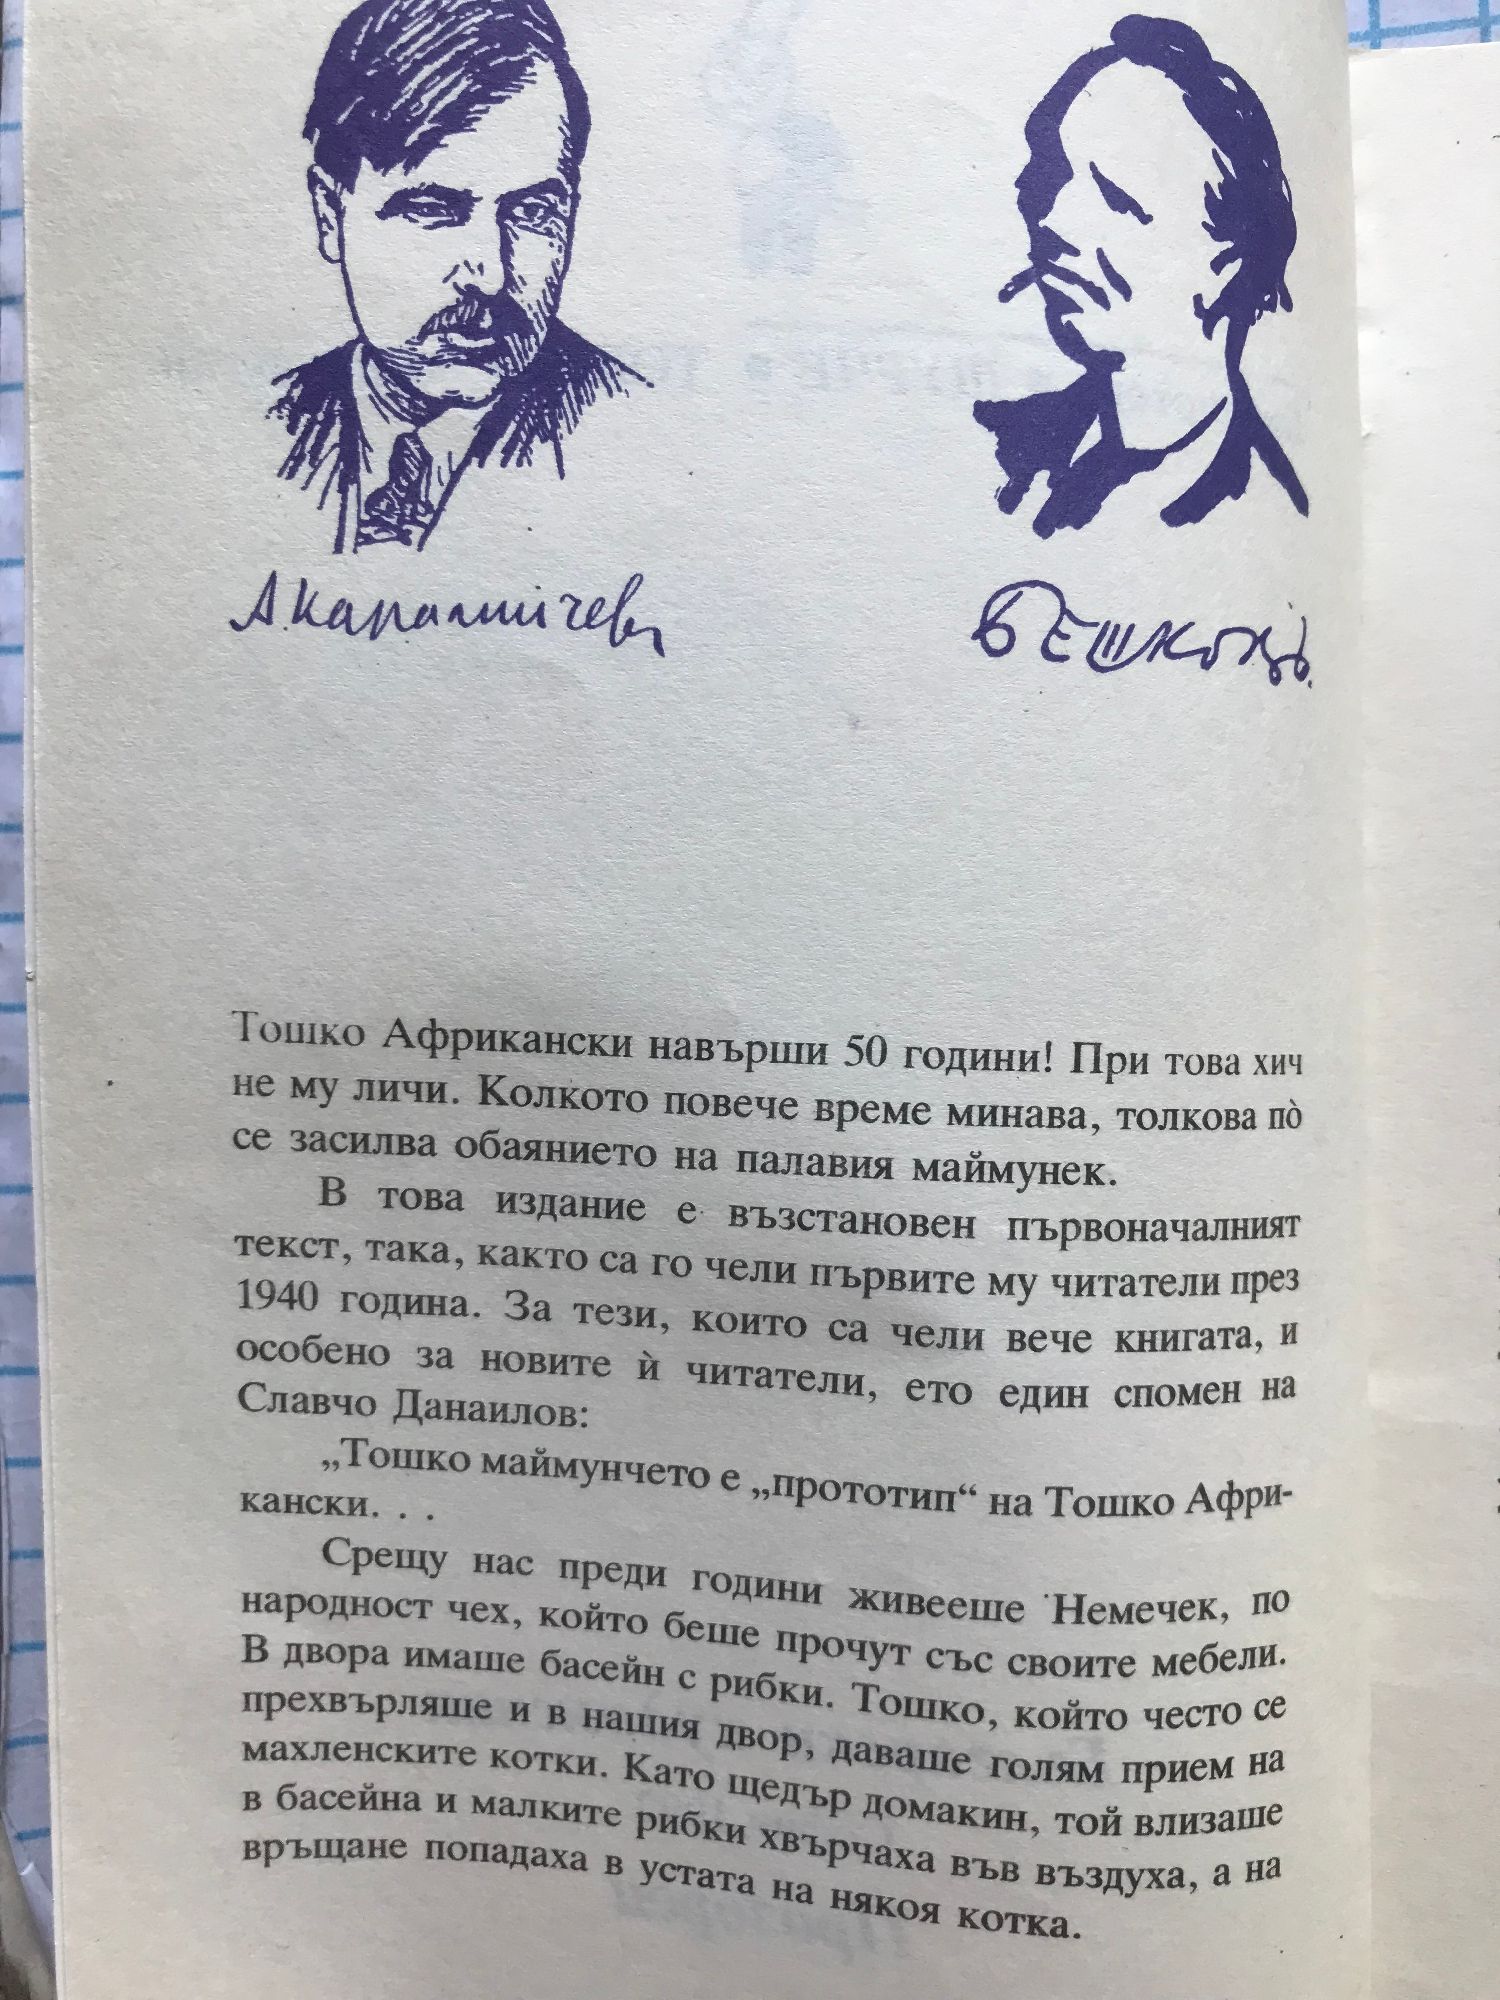 А. Каралийчев
Бешковъ.
Тошко Африкански навърши 50 години! При това хич
не му личи. Колкото повече време минава, толкова по̀
се засилва обаянието на палавия маймунек.
В това издание е възстановен първоначалният
текст, така, както са го чели първите му читатели през
1940 година. За тези, които са чели вече книгата, и
особено за новите ѝ читатели, ето един спомен на
Славчо Данаилов:
„Тошко маймунчето е „прототип“ на Тошко Афри-
кански. . .
Срещу нас преди години живееше Немечек, по
народност чех, който беше прочут със своите мебели.
В двора имаше басейн с рибки. Тошко, който често се
прехвърляше и в нашия двор, даваше голям прием на
махленските котки. Като щедър домакин, той влизаше
в басейна и малките рибки хвърчаха във въздуха, а на
връщане попадаха в устата на някоя котка.